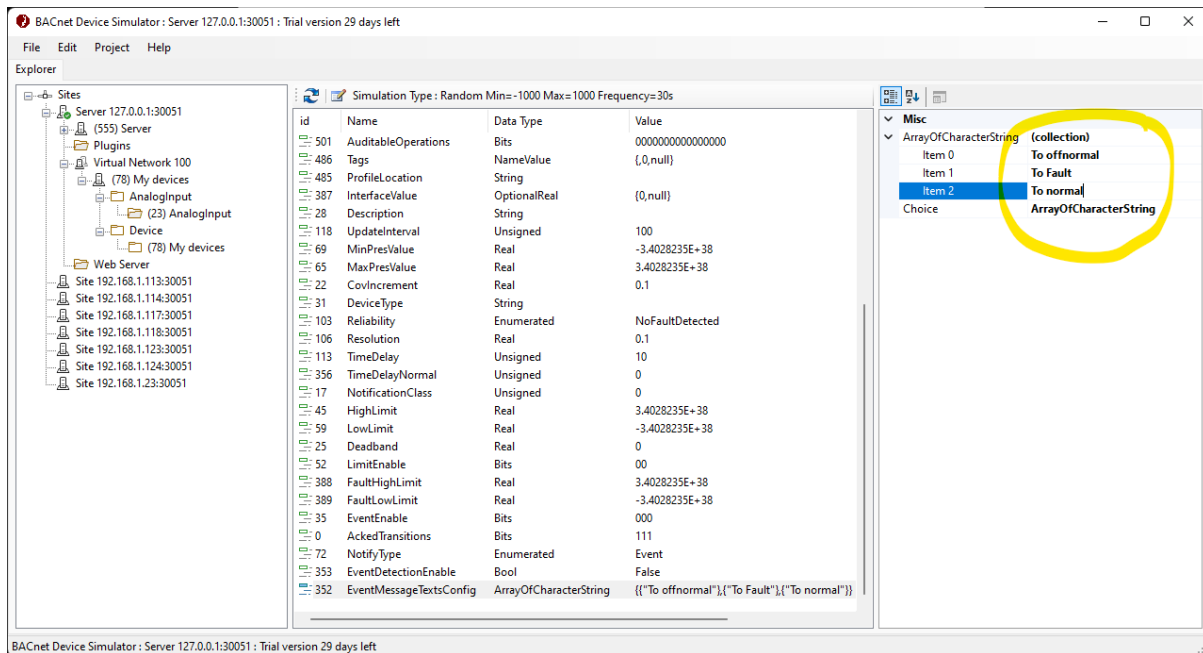 BACnet Device Simulator : Server 127.0.0.1:30051 : Trial version 29 days left
File Edit Project Help
Explorer
Sites
Server 127.0.0.1:30051
(555) Server
Plugins
Virtual Network 100
(78) My devices
AnalogInput
(23) AnalogInput
Device
(78) My devices
Web Server
Site 192.168.1.113:30051
Site 192.168.1.114:30051
Site 192.168.1.117:30051
Site 192.168.1.118:30051
Site 192.168.1.123:30051
Site 192.168.1.124:30051
Site 192.168.1.23:30051
Simulation Type : Random Min=-1000 Max=1000 Frequency=30s
id Name Data Type Value
501 AuditableOperations Bits 0000000000000000
486 Tags NameValue {,0,null}
485 ProfileLocation String
387 InterfaceValue OptionalReal {0,null}
28 Description String
118 UpdateInterval Unsigned 100
69 MinPresValue Real -3.4028235E+38
65 MaxPresValue Real 3.4028235E+38
22 CovIncrement Real 0.1
31 DeviceType String
103 Reliability Enumerated NoFaultDetected
106 Resolution Real 0.1
113 TimeDelay Unsigned 10
356 TimeDelayNormal Unsigned 0
17 NotificationClass Unsigned 0
45 HighLimit Real 3.4028235E+38
59 LowLimit Real -3.4028235E+38
25 Deadband Real 0
52 LimitEnable Bits 00
388 FaultHighLimit Real 3.4028235E+38
389 FaultLowLimit Real -3.4028235E+38
35 EventEnable Bits 000
0 AckedTransitions Bits 111
72 NotifyType Enumerated Event
353 EventDetectionEnable Bool False
352 EventMessageTextsConfig ArrayOfCharacterString {{"To offnormal"},{"To Fault"},{"To normal"}}
Misc
ArrayOfCharacterString (collection)
Item 0 To offnormal
Item 1 To Fault
Item 2 To normal
Choice ArrayOfCharacterString
BACnet Device Simulator : Server 127.0.0.1:30051 : Trial version 29 days left